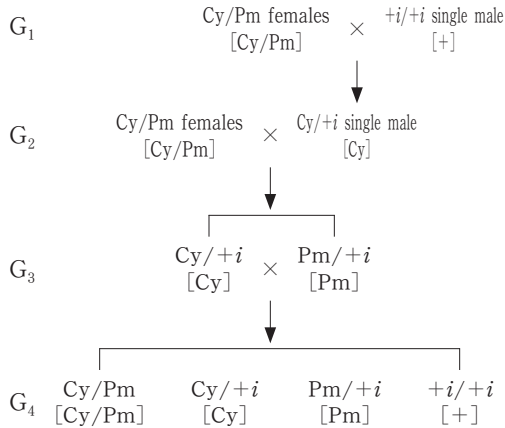 G₁ Cy/Pm females × +i/+i single male
[Cy/Pm] [+]
G₂ Cy/Pm females × Cy/+i single male
[Cy/Pm] [Cy]
G₃ Cy/+i × Pm/+i
[Cy] [Pm]
G₄ Cy/Pm Cy/+i Pm/+i +i/+i
[Cy/Pm] [Cy] [Pm] [+]